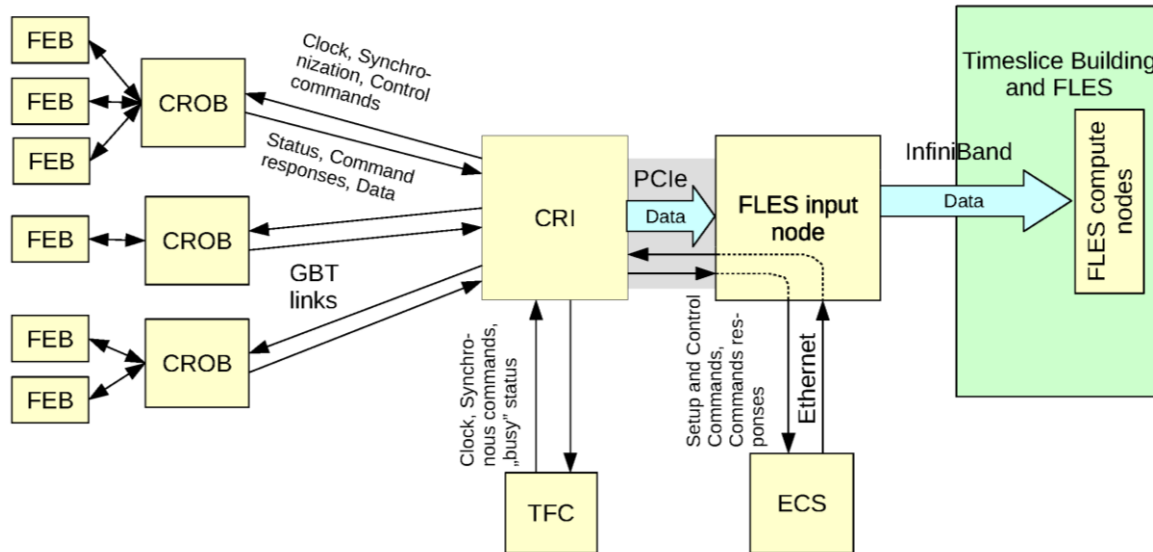 FEB
FEB
FEB
CROB
Clock, Synchro-
nization, Control
commands
Status, Command
responses, Data
FEB
CROB
GBT
links
FEB
FEB
CROB
CRI
PCIe
Data
FLES input
node
InfiniBand
Data
Timeslice Building
and FLES
FLES compute
nodes
Clock, Synchro-
nous commands,
„busy” status
TFC
Setup and Control
Commands,
Commands res-
ponses
Ethernet
ECS